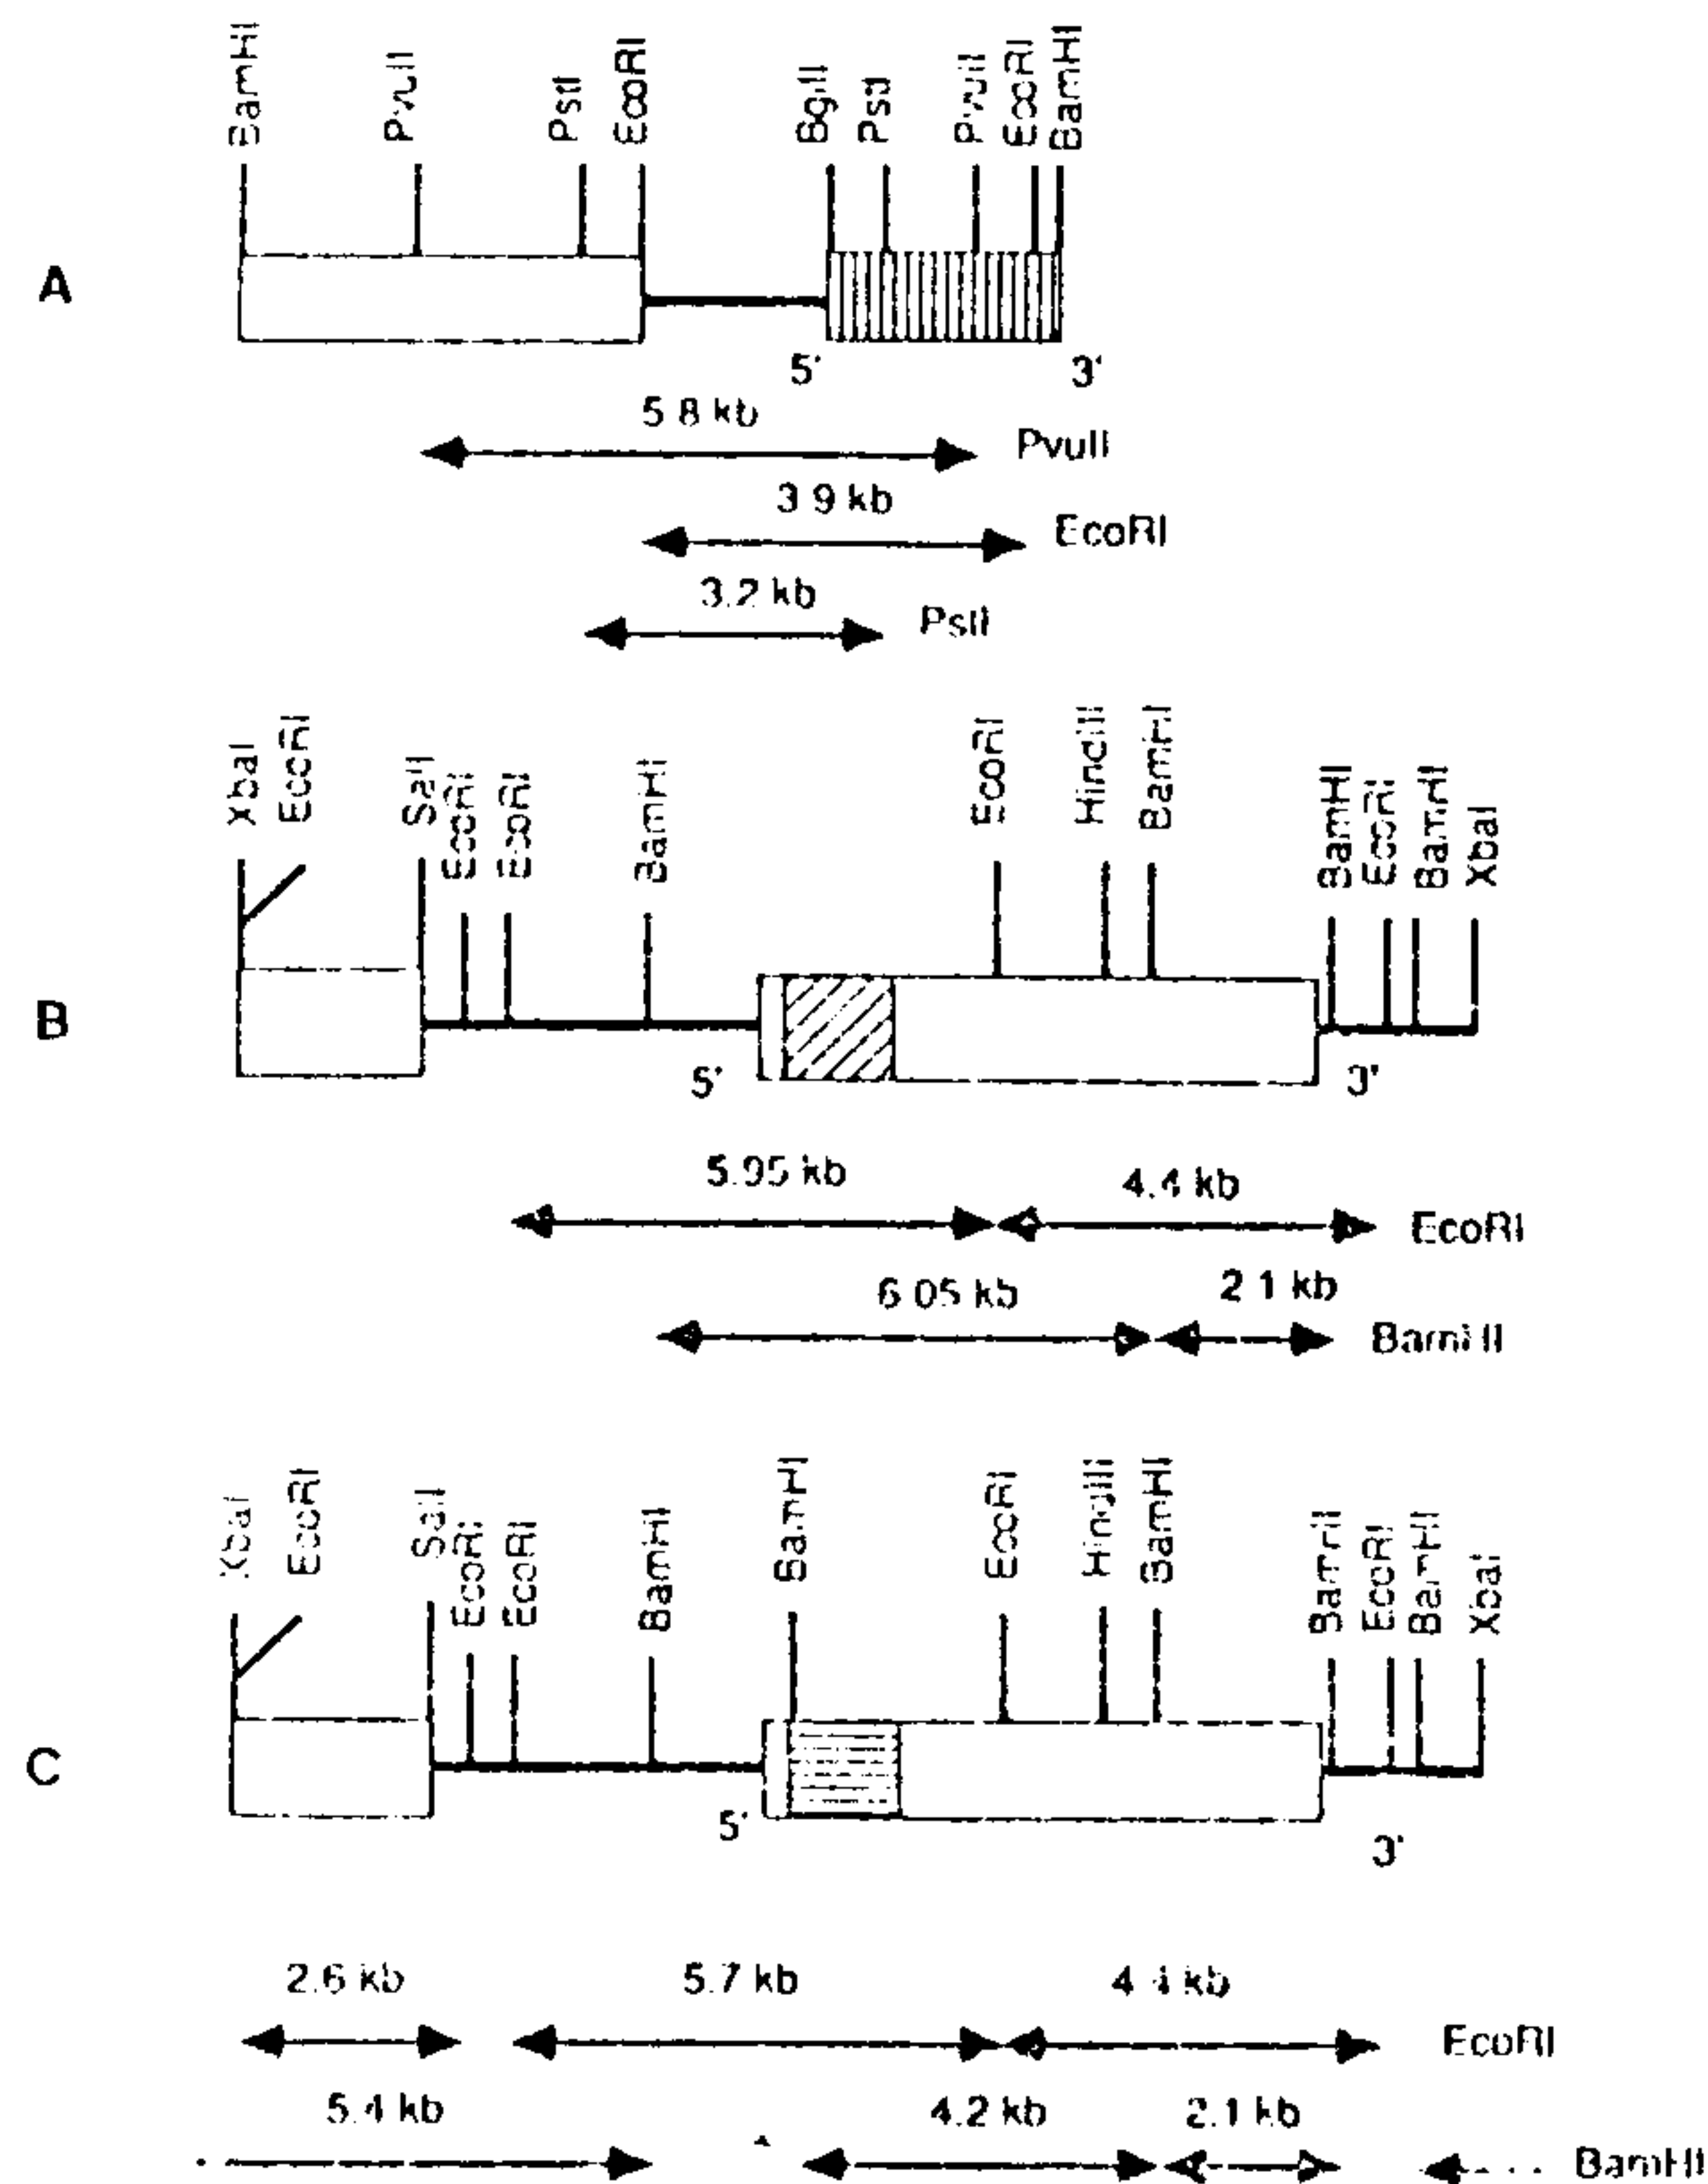 BamHI PvuII PstI EcoRI BglII PstI PvuII EcoRI BamHI
A
5' 3'
5 8 kb
PvuII
3 9 kb
EcoRI
3.2 kb
PstI
XbaI EcoRI SalI EcoRI EcoRI BamHI EcoRI HindIII BamHI BamHI EcoRI BamHI XbaI
B
5' 3'
5.95 kb 4.4 kb
EcoRI
6 05 kb 2 1 kb
BamHI
XbaI EcoRI SalI EcoRI EcoRI BamHI BamHI EcoRI HindIII BamHI BamHI EcoRI BamHI XbaI
C
5' 3'
2.6 kb 5.7 kb 4 4 kb
EcoRI
5.4 kb 4.2 kb 2.1 kb
BamHI